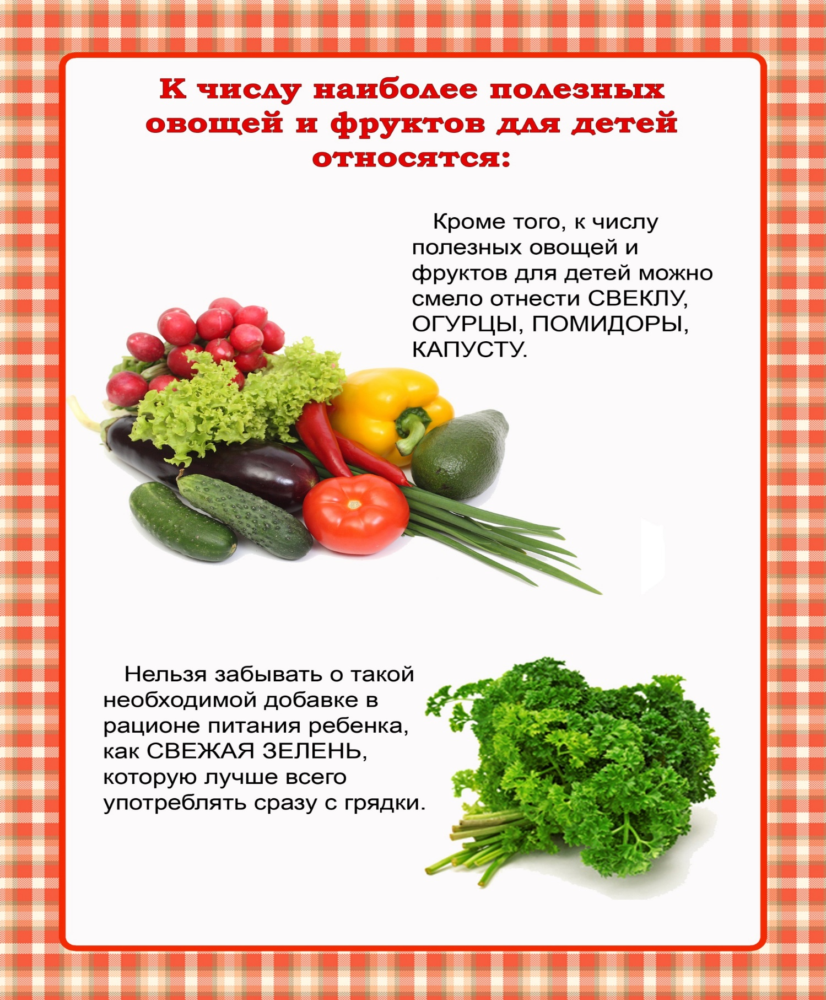 К числу наиболее полезных
овощей и фруктов для детей
относятся:
Кроме того, к числу
полезных овощей и
фруктов для детей можно
смело отнести СВЕКЛУ,
ОГУРЦЫ, ПОМИДОРЫ,
КАПУСТУ.
Нельзя забывать о такой
необходимой добавке в
рационе питания ребенка,
как СВЕЖАЯ ЗЕЛЕНЬ,
которую лучше всего
употреблять сразу с грядки.